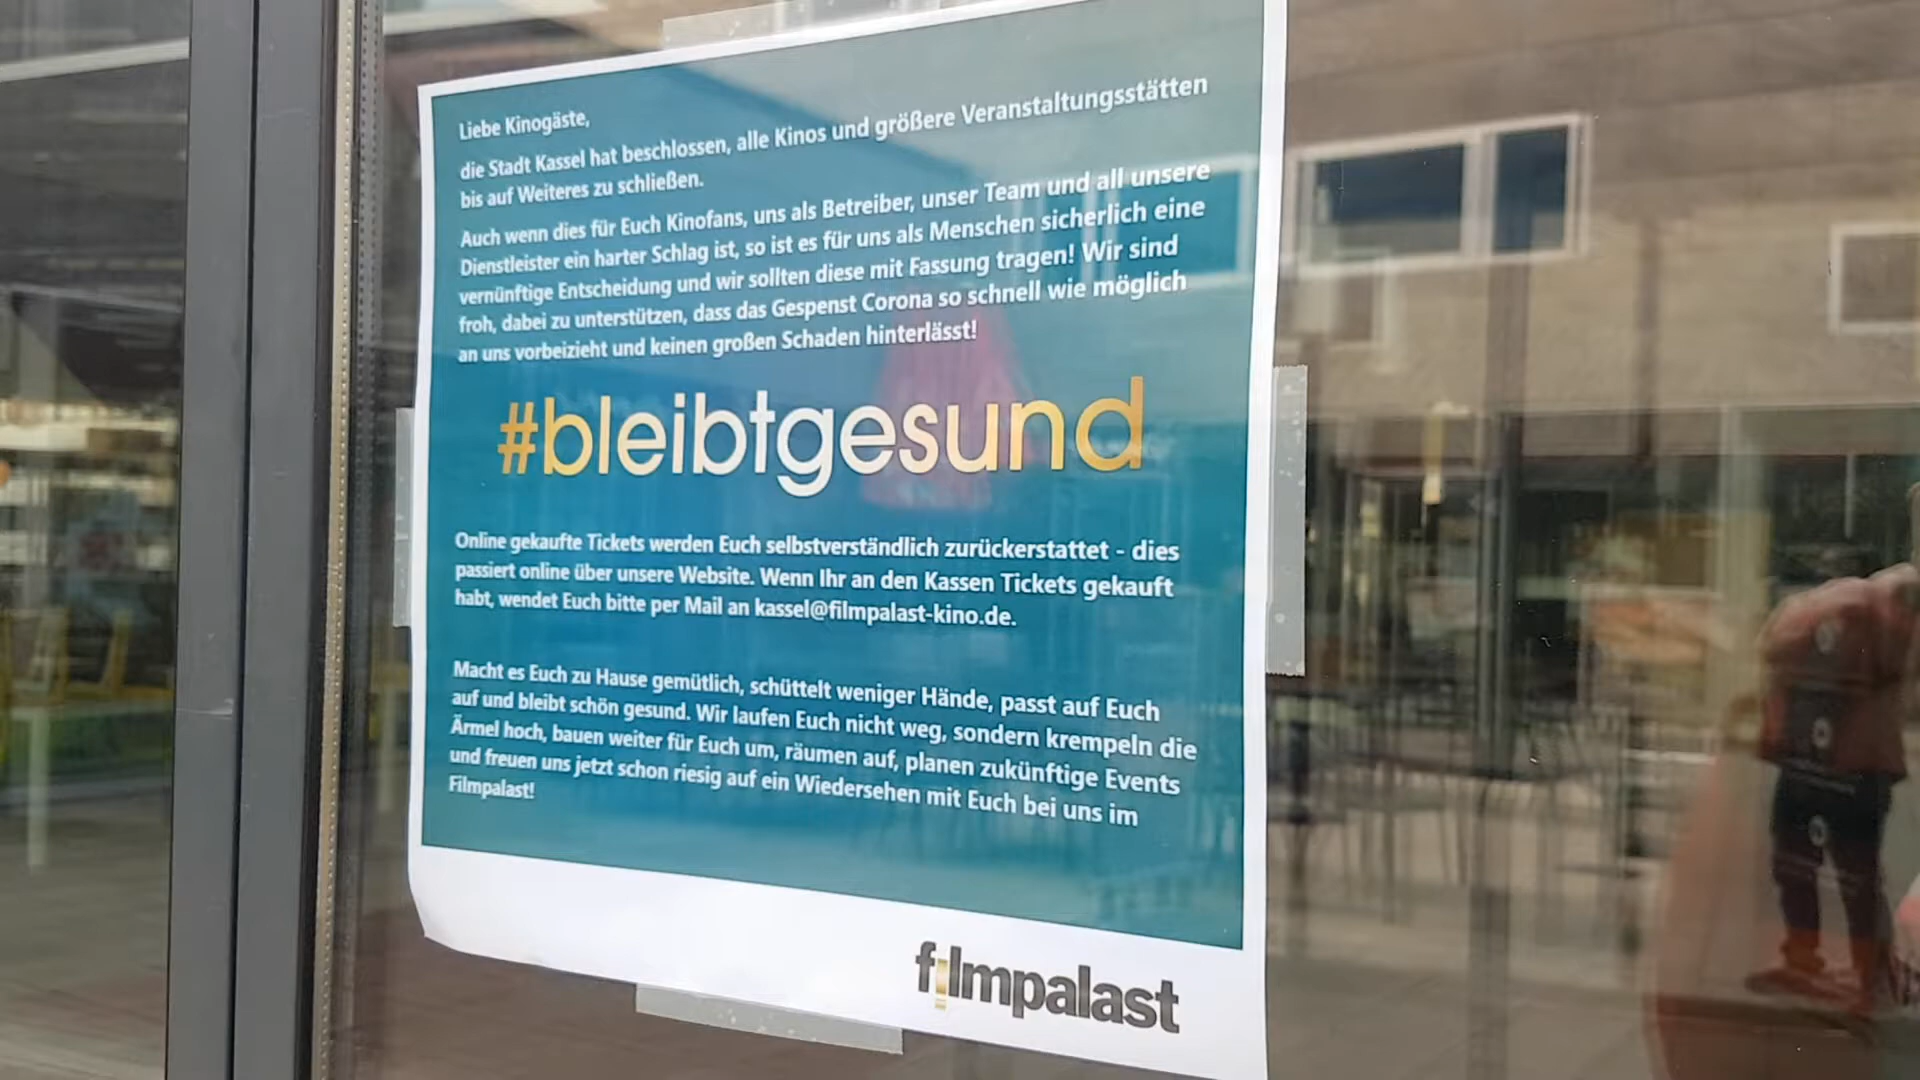 Liebe Kinogäste,
die Stadt Kassel hat beschlossen, alle Kinos und größere Veranstaltungsstätten
bis auf Weiteres zu schließen.
Auch wenn dies für Euch Kinofans, uns als Betreiber, unser Team und all unsere
Dienstleister ein harter Schlag ist, so ist es für uns als Menschen sicherlich eine
vernünftige Entscheidung und wir sollten diese mit Fassung tragen! Wir sind
froh, dabei zu unterstützen, dass das Gespenst Corona so schnell wie möglich
an uns vorbeizieht und keinen großen Schaden hinterlässt!
#bleibtgesund
Online gekaufte Tickets werden Euch selbstverständlich zurückerstattet - dies
passiert online über unsere Website. Wenn Ihr an den Kassen Tickets gekauft
habt, wendet Euch bitte per Mail an kassel@filmpalast-kino.de.
Macht es Euch zu Hause gemütlich, schüttelt weniger Hände, passt auf Euch
auf und bleibt schön gesund. Wir laufen Euch nicht weg, sondern krempeln die
Ärmel hoch, bauen weiter für Euch um, räumen auf, planen zukünftige Events
und freuen uns jetzt schon riesig auf ein Wiedersehen mit Euch bei uns im
Filmpalast!
filmpalast